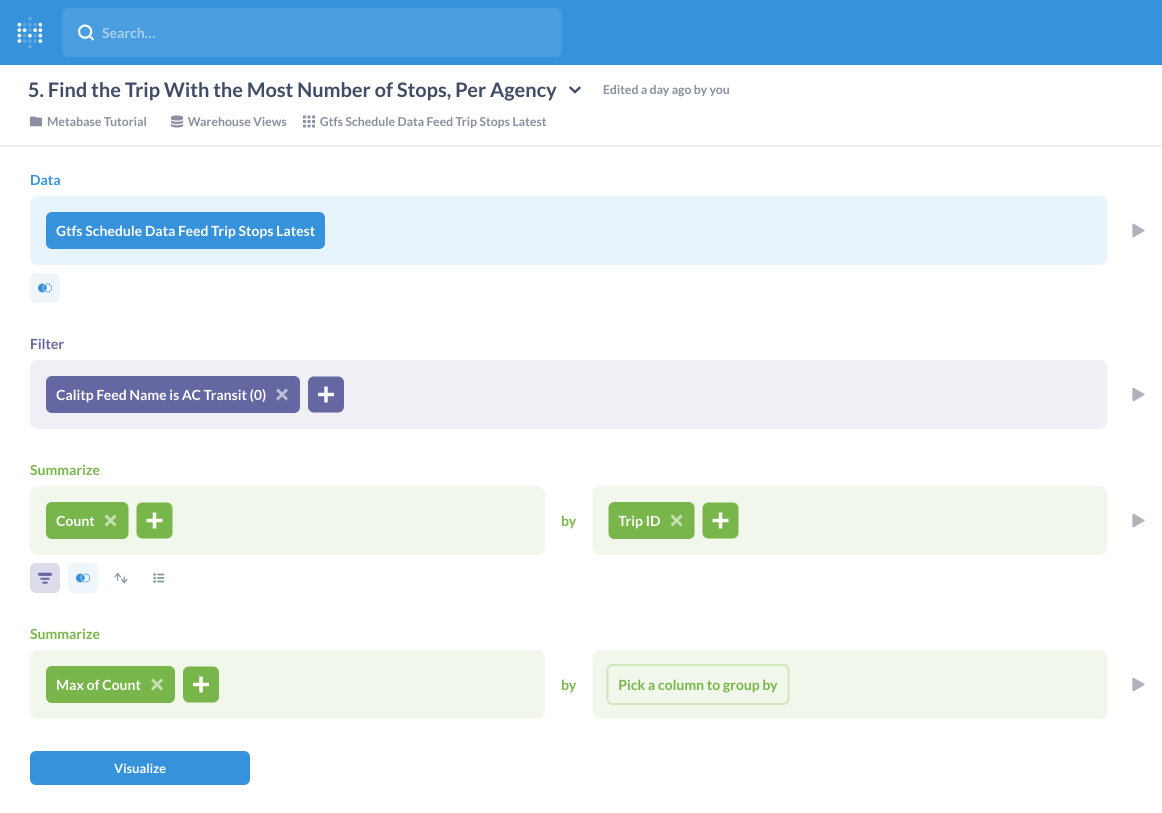 Search...
5. Find the Trip With the Most Number of Stops, Per Agency
Edited a day ago by you
Metabase Tutorial
Warehouse Views
Gtfs Schedule Data Feed Trip Stops Latest
Data
Gtfs Schedule Data Feed Trip Stops Latest
Filter
Calitp Feed Name is AC Transit (0)
Summarize
Count
by
Trip ID
Summarize
Max of Count
by
Pick a column to group by
Visualize